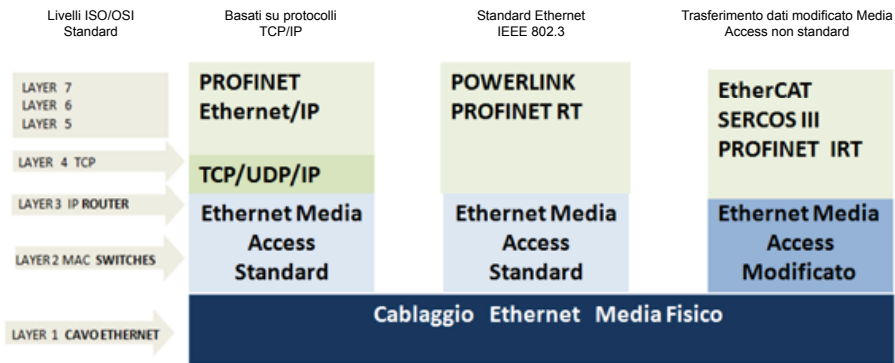 Livelli ISO/OSI
Standard
Basati su protocolli
TCP/IP
Standard Ethernet
IEEE 802.3
Trasferimento dati modificato Media
Access non standard
LAYER 7
LAYER 6
LAYER 5
LAYER 4 TCP
LAYER 3 IP ROUTER
LAYER 2 MAC SWITCHES
LAYER 1 CAVO ETHERNET
PROFINET
Ethernet/IP
TCP/UDP/IP
Ethernet Media
Access
Standard
POWERLINK
PROFINET RT
Ethernet Media
Access
Standard
EtherCAT
SERCOS III
PROFINET IRT
Ethernet Media
Access
Modificato
Cablaggio Ethernet Media Fisico